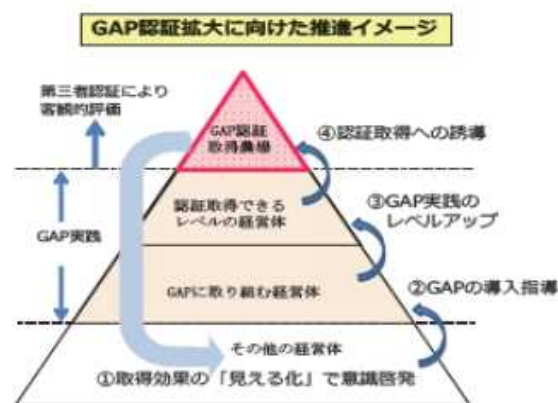 GAP認証拡大に向けた推進イメージ
第三者認証により
客観的評価
GAP認証
取得農場
④認証取得への誘導
認証取得できる
レベルの経営体
③GAP実践の
レベルアップ
GAP実践
GAPに取り組む経営体
②GAPの導入指導
その他の経営体
①取得効果の「見える化」で意識啓発